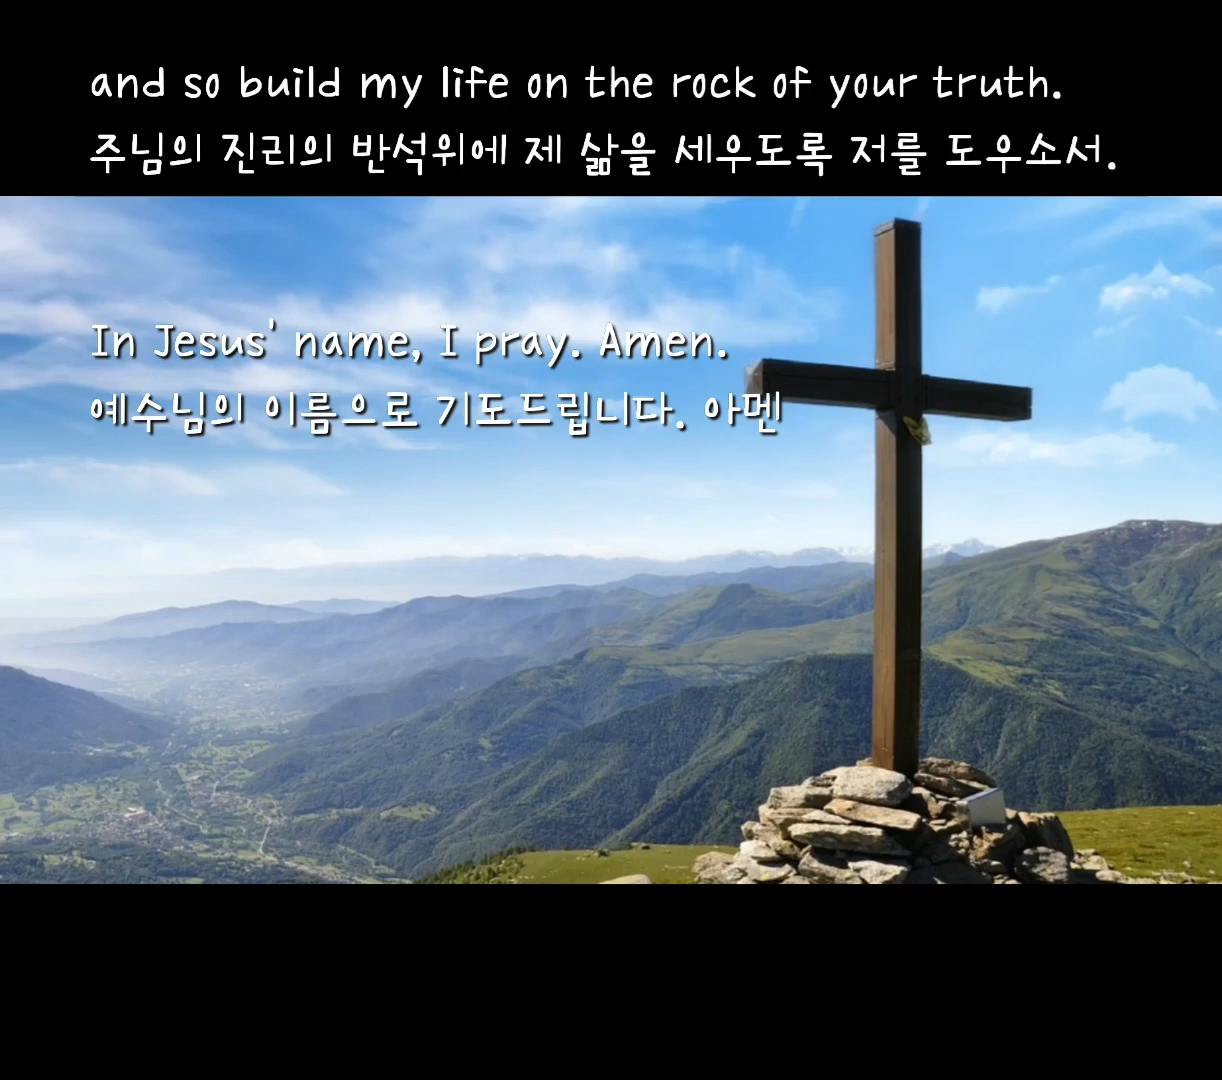 and so build my life on the rock of your truth.
주님의 진리의 반석위에 제 삶을 세우도록 저를 도우소서.
In Jesus' name, I pray. Amen.
예수님의 이름으로 기도드립니다. 아멘